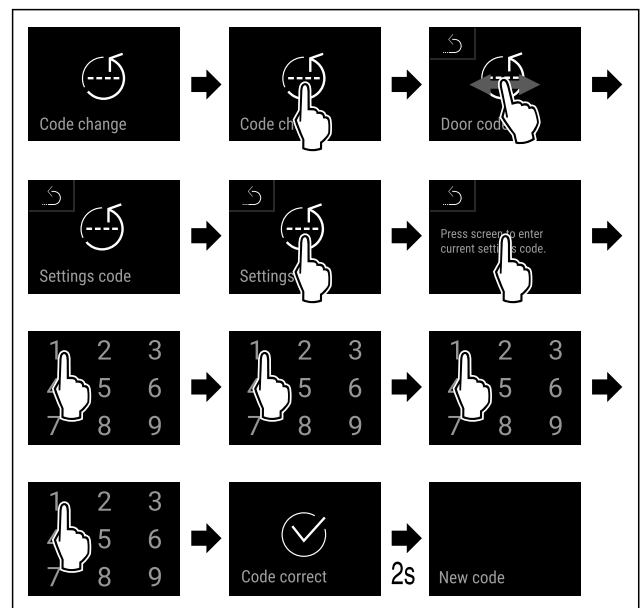 Code change
Code ch
Door code
Settings code
Settings
Press screen to enter
current settings code.
1 2 3
4 5 6
7 8 9
1 2 3
4 5 6
7 8 9
1 2 3
4 5 6
7 8 9
1 2 3
4 5 6
7 8 9
Code correct
2s
New code